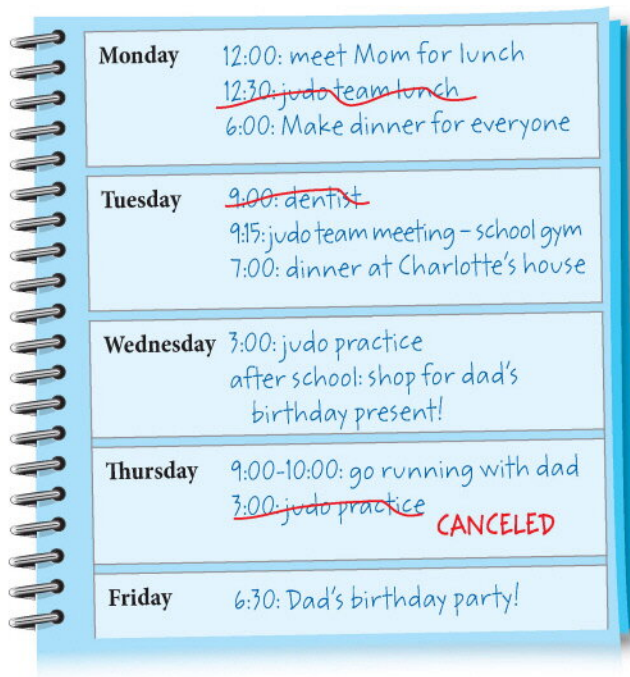 Monday
12:00: meet Mom for lunch
12:30: judo team lunch
6:00: Make dinner for everyone
Tuesday
9:00: dentist
9:15: judo team meeting – school gym
7:00: dinner at Charlotte's house
Wednesday
3:00: judo practice
after school: shop for dad's
birthday present!
Thursday
9:00-10:00: go running with dad
3:00: judo practice
CANCELED
Friday
6:30: Dad's birthday party!